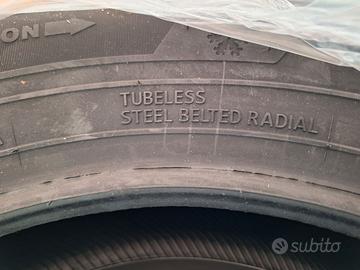 ON
TUBELESS
STEEL BELTED RADIAL
subito